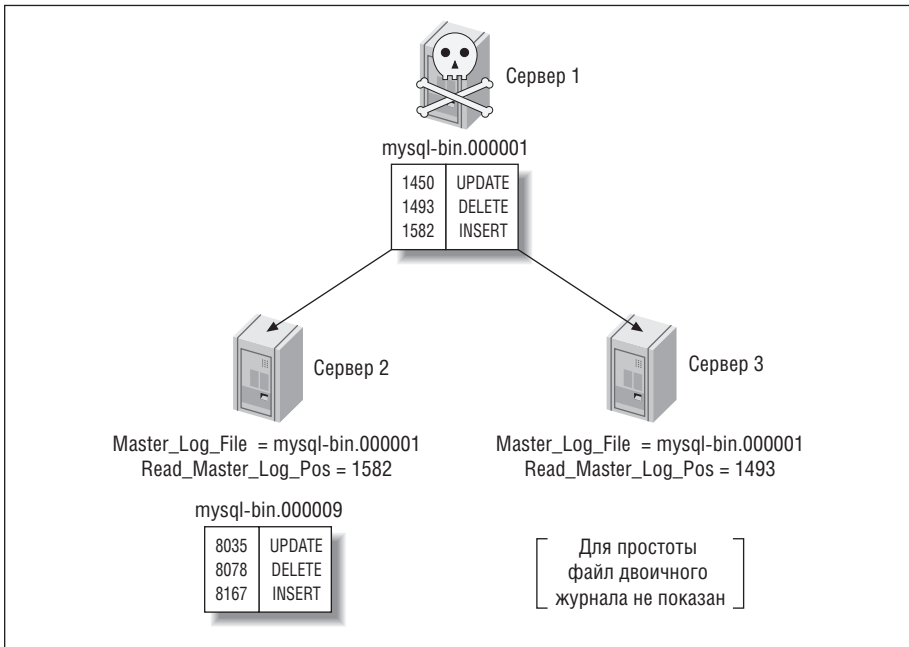 Сервер 1
mysql-bin.000001
1450 UPDATE
1493 DELETE
1582 INSERT
Сервер 2
Сервер 3
Master_Log_File = mysql-bin.000001
Read_Master_Log_Pos = 1582
Master_Log_File = mysql-bin.000001
Read_Master_Log_Pos = 1493
mysql-bin.000009
8035 UPDATE
8078 DELETE
8167 INSERT
Для простоты
файл двоичного
журнала не показан